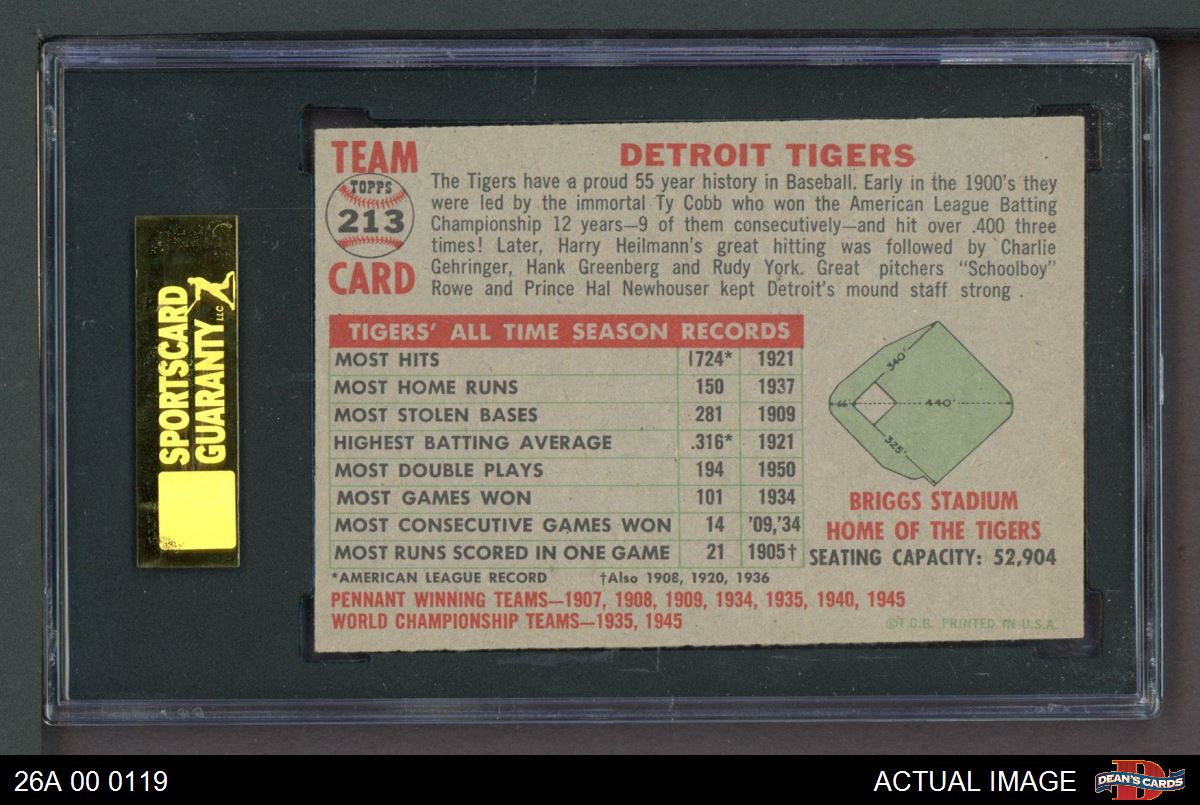 TEAM
TOPPS
213
CARD
DETROIT TIGERS
The Tigers have a proud 55 year history in Baseball. Early in the 1900's they
were led by the immortal Ty Cobb who won the American League Batting
Championship 12 years—9 of them consecutively—and hit over .400 three
times! Later, Harry Heilmann's great hitting was followed by Charlie
Gehringer, Hank Greenberg and Rudy York. Great pitchers "Schoolboy"
Rowe and Prince Hal Newhouser kept Detroit's mound staff strong .
TIGERS' ALL TIME SEASON RECORDS
MOST HITS 1724* 1921
MOST HOME RUNS 150 1937
MOST STOLEN BASES 281 1909
HIGHEST BATTING AVERAGE .316* 1921
MOST DOUBLE PLAYS 194 1950
MOST GAMES WON 101 1934
MOST CONSECUTIVE GAMES WON 14 '09,'34
MOST RUNS SCORED IN ONE GAME 21 1905†
*AMERICAN LEAGUE RECORD †Also 1908, 1920, 1936
PENNANT WINNING TEAMS—1907, 1908, 1909, 1934, 1935, 1940, 1945
WORLD CHAMPIONSHIP TEAMS—1935, 1945
340'
66'
440'
325'
BRIGGS STADIUM
HOME OF THE TIGERS
SEATING CAPACITY: 52,904
©T.C.G. PRINTED IN U.S.A.
SPORTSCARD
GUARANTY LLC
26A 00 0119
ACTUAL IMAGE
DEAN'S CARDS